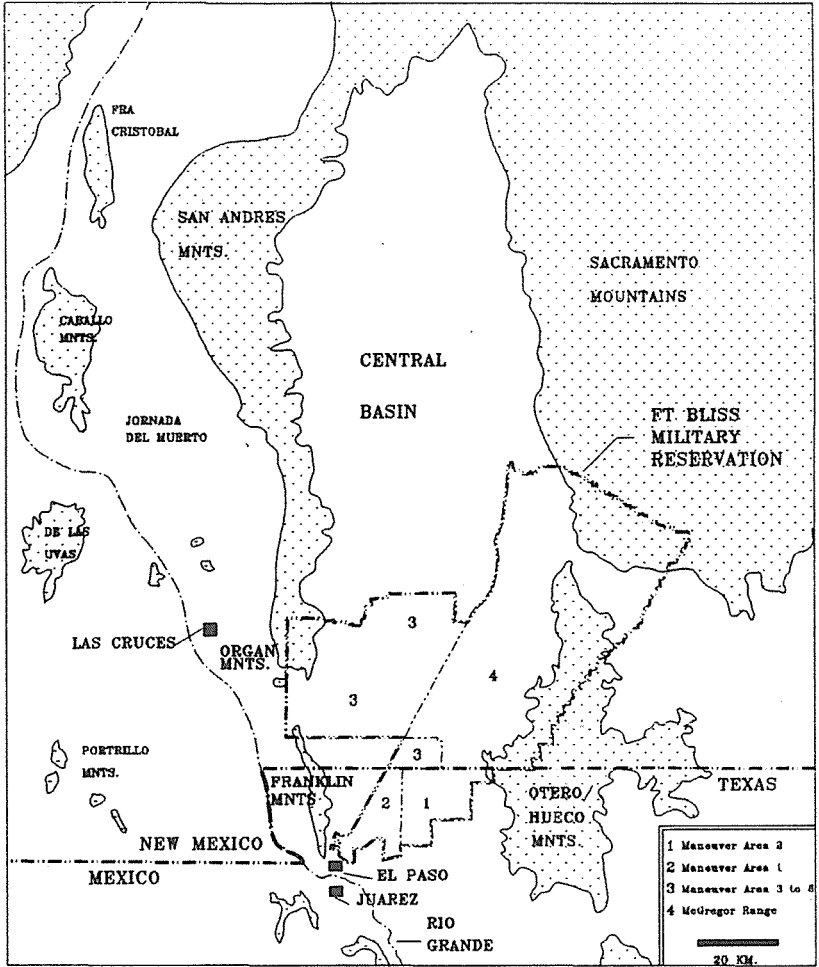 FRA
CRISTOBAL
SAN ANDRES
MNTS.
SACRAMENTO
MOUNTAINS
CABALLO
MNTS.
CENTRAL
BASIN
JORNADA
DEL MUERTO
FT. BLISS
MILITARY
RESERVATION
DE LAS
UVAS
3
LAS CRUCES
ORGAN
MNTS.
4
3
3
PORTRILLO
MNTS.
FRANKLIN
MNTS
TEXAS
2
1
OTERO/
HUECO
MNTS.
NEW MEXICO
MEXICO
EL PASO
JUAREZ
RIO
GRANDE
1 Maneuver Area 2
2 Maneuver Area 1
3 Maneuver Area 3 to 8
4 McGregor Range
20 KM.